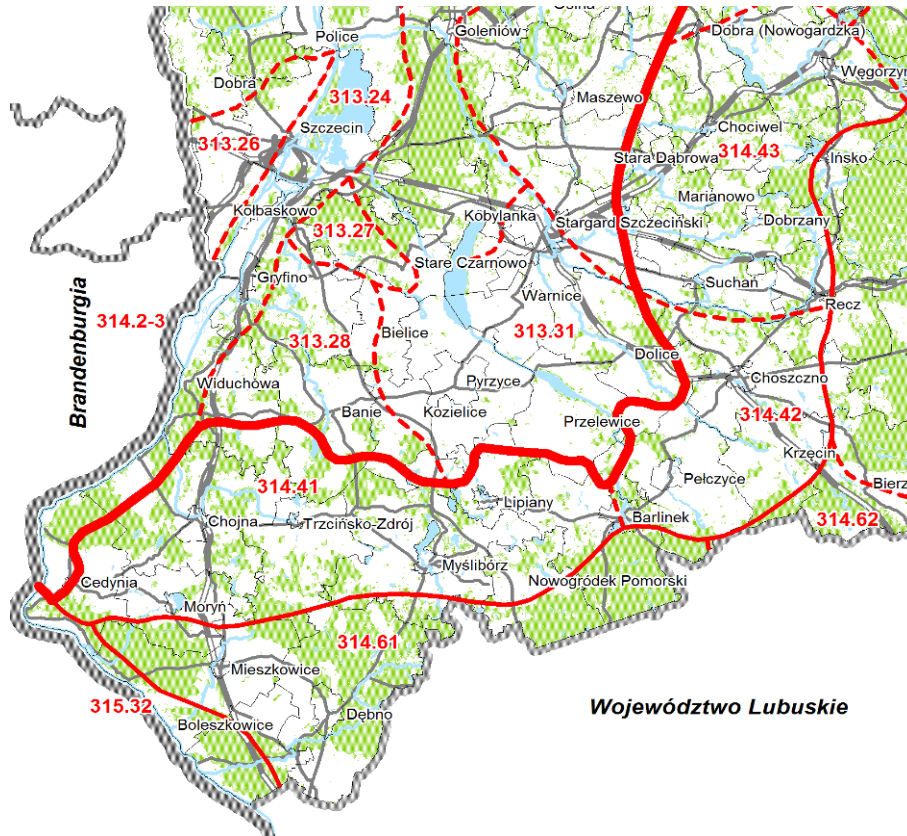 Osina
Police
Goleniów
Dobra (Nowogardzka)
Węgorzyn
Dobra
313.24
Maszewo
Szczecin
Chociwel
313.26
314.43
Stara Dąbrowa
Ińsko
Marianowo
Kołbaskowo
Kobylanka
Stargard Szczeciński
Dobrzany
313.27
Stare Czarnowo
Gryfino
Suchań
Warnice
Recz
314.2-3
Bielice
313.31
313.28
Dolice
Brandenburgia
Widuchowa
Pyrzyce
Choszczno
Banie
Kozielice
Przelewice
314.42
Krzęcin
314.41
Pełczyce
Bierz
Lipiany
Chojna
Trzcińsko-Zdrój
Barlinek
314.62
Myślibórz
Cedynia
Nowogródek Pomorski
Moryń
314.61
Mieszkowice
315.32
Województwo Lubuskie
Dębno
Boleszkowice